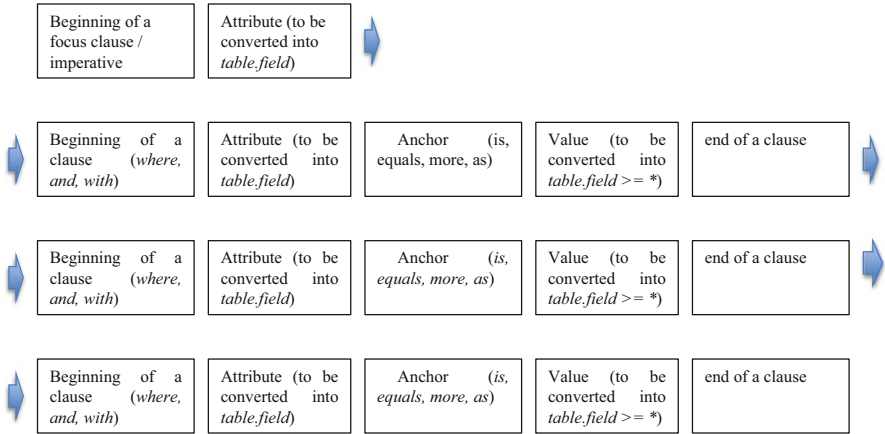 Beginning of a
focus clause /
imperative
Attribute (to be
converted into
table.field)
Beginning of a
clause (where,
and, with)
Attribute (to be
converted into
table.field)
Anchor (is,
equals, more, as)
Value (to be
converted into
table.field >= *)
end of a clause
Beginning of a
clause (where,
and, with)
Attribute (to be
converted into
table.field)
Anchor (is,
equals, more, as)
Value (to be
converted into
table.field >= *)
end of a clause
Beginning of a
clause (where,
and, with)
Attribute (to be
converted into
table.field)
Anchor (is,
equals, more, as)
Value (to be
converted into
table.field >= *)
end of a clause